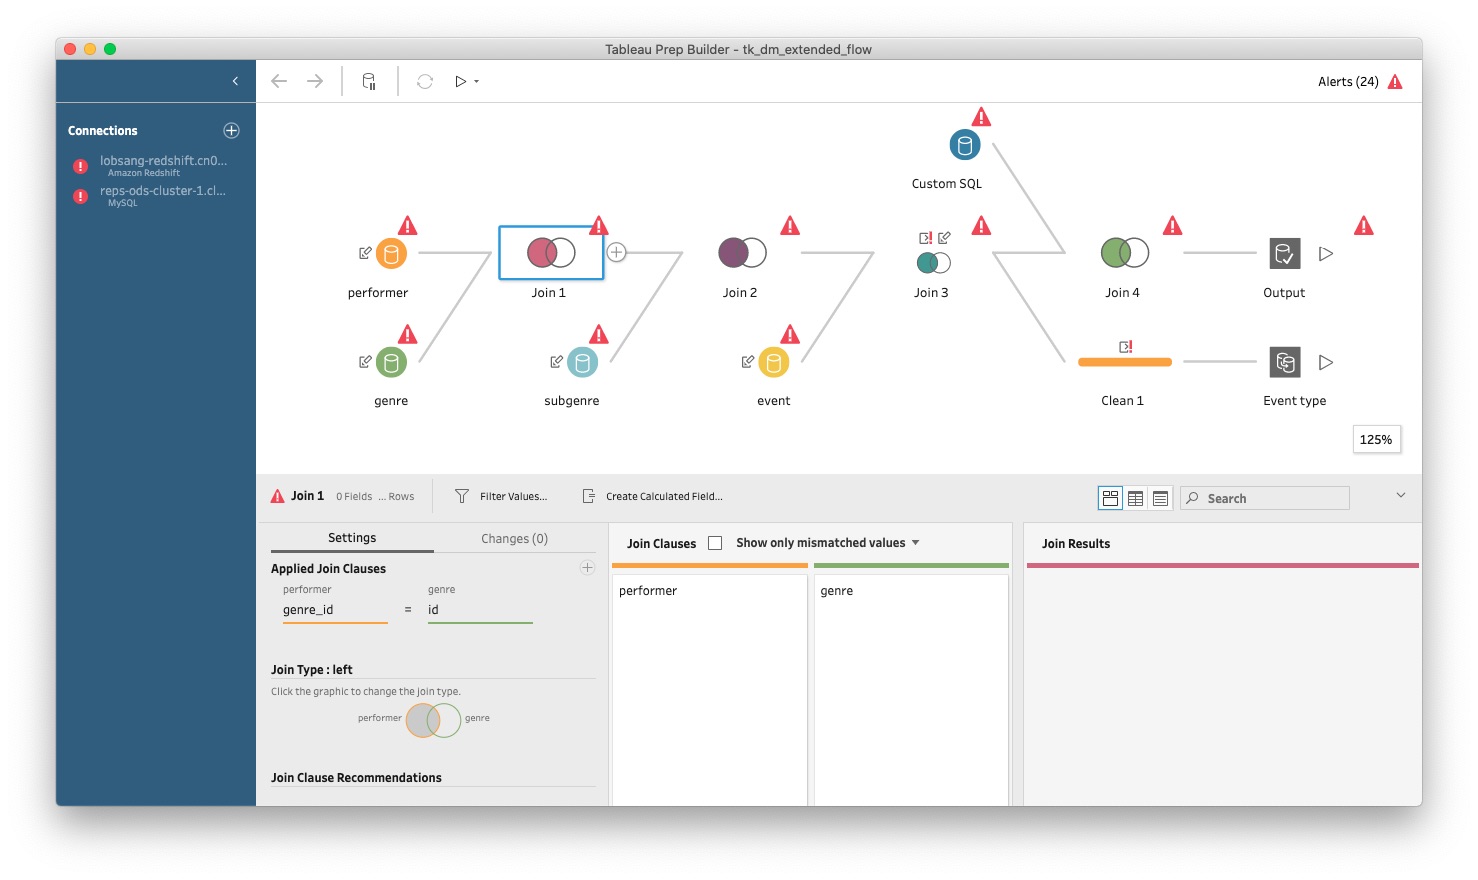 Tableau Prep Builder - tk_dm_extended_flow
Alerts (24)
Connections
lobsang-redshift.cn0...
Amazon Redshift
reps-ods-cluster-1.cl...
MySQL
Custom SQL
performer
Join 1
Join 2
Join 3
Join 4
Output
genre
subgenre
event
Clean 1
Event type
125%
Join 1 0 Fields ... Rows
Filter Values...
Create Calculated Field...
Search
Settings
Changes (0)
Applied Join Clauses
performer genre
genre_id = id
Join Type : left
Click the graphic to change the join type.
performer genre
Join Clause Recommendations
Join Clauses
Show only mismatched values
performer
genre
Join Results